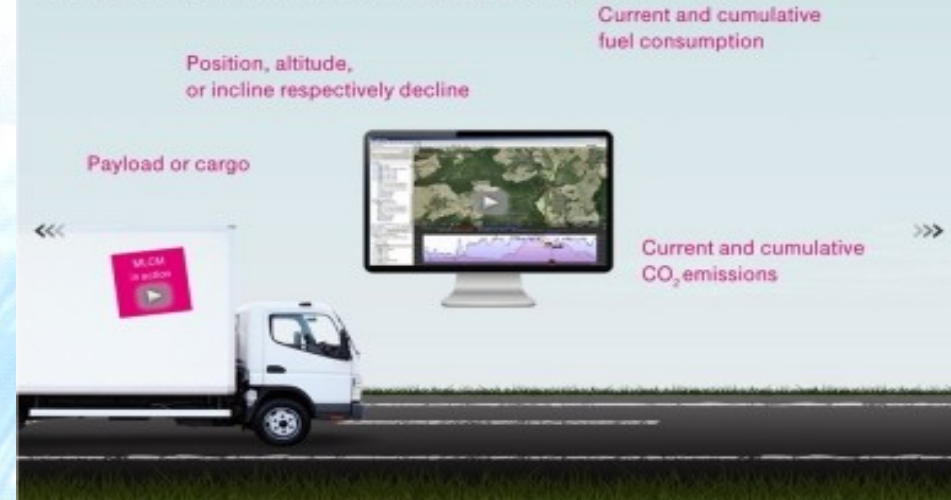 Current and cumulative
fuel consumption
Position, altitude,
or incline respectively decline
Payload or cargo
MLCM
in action
Current and cumulative
CO₂ emissions